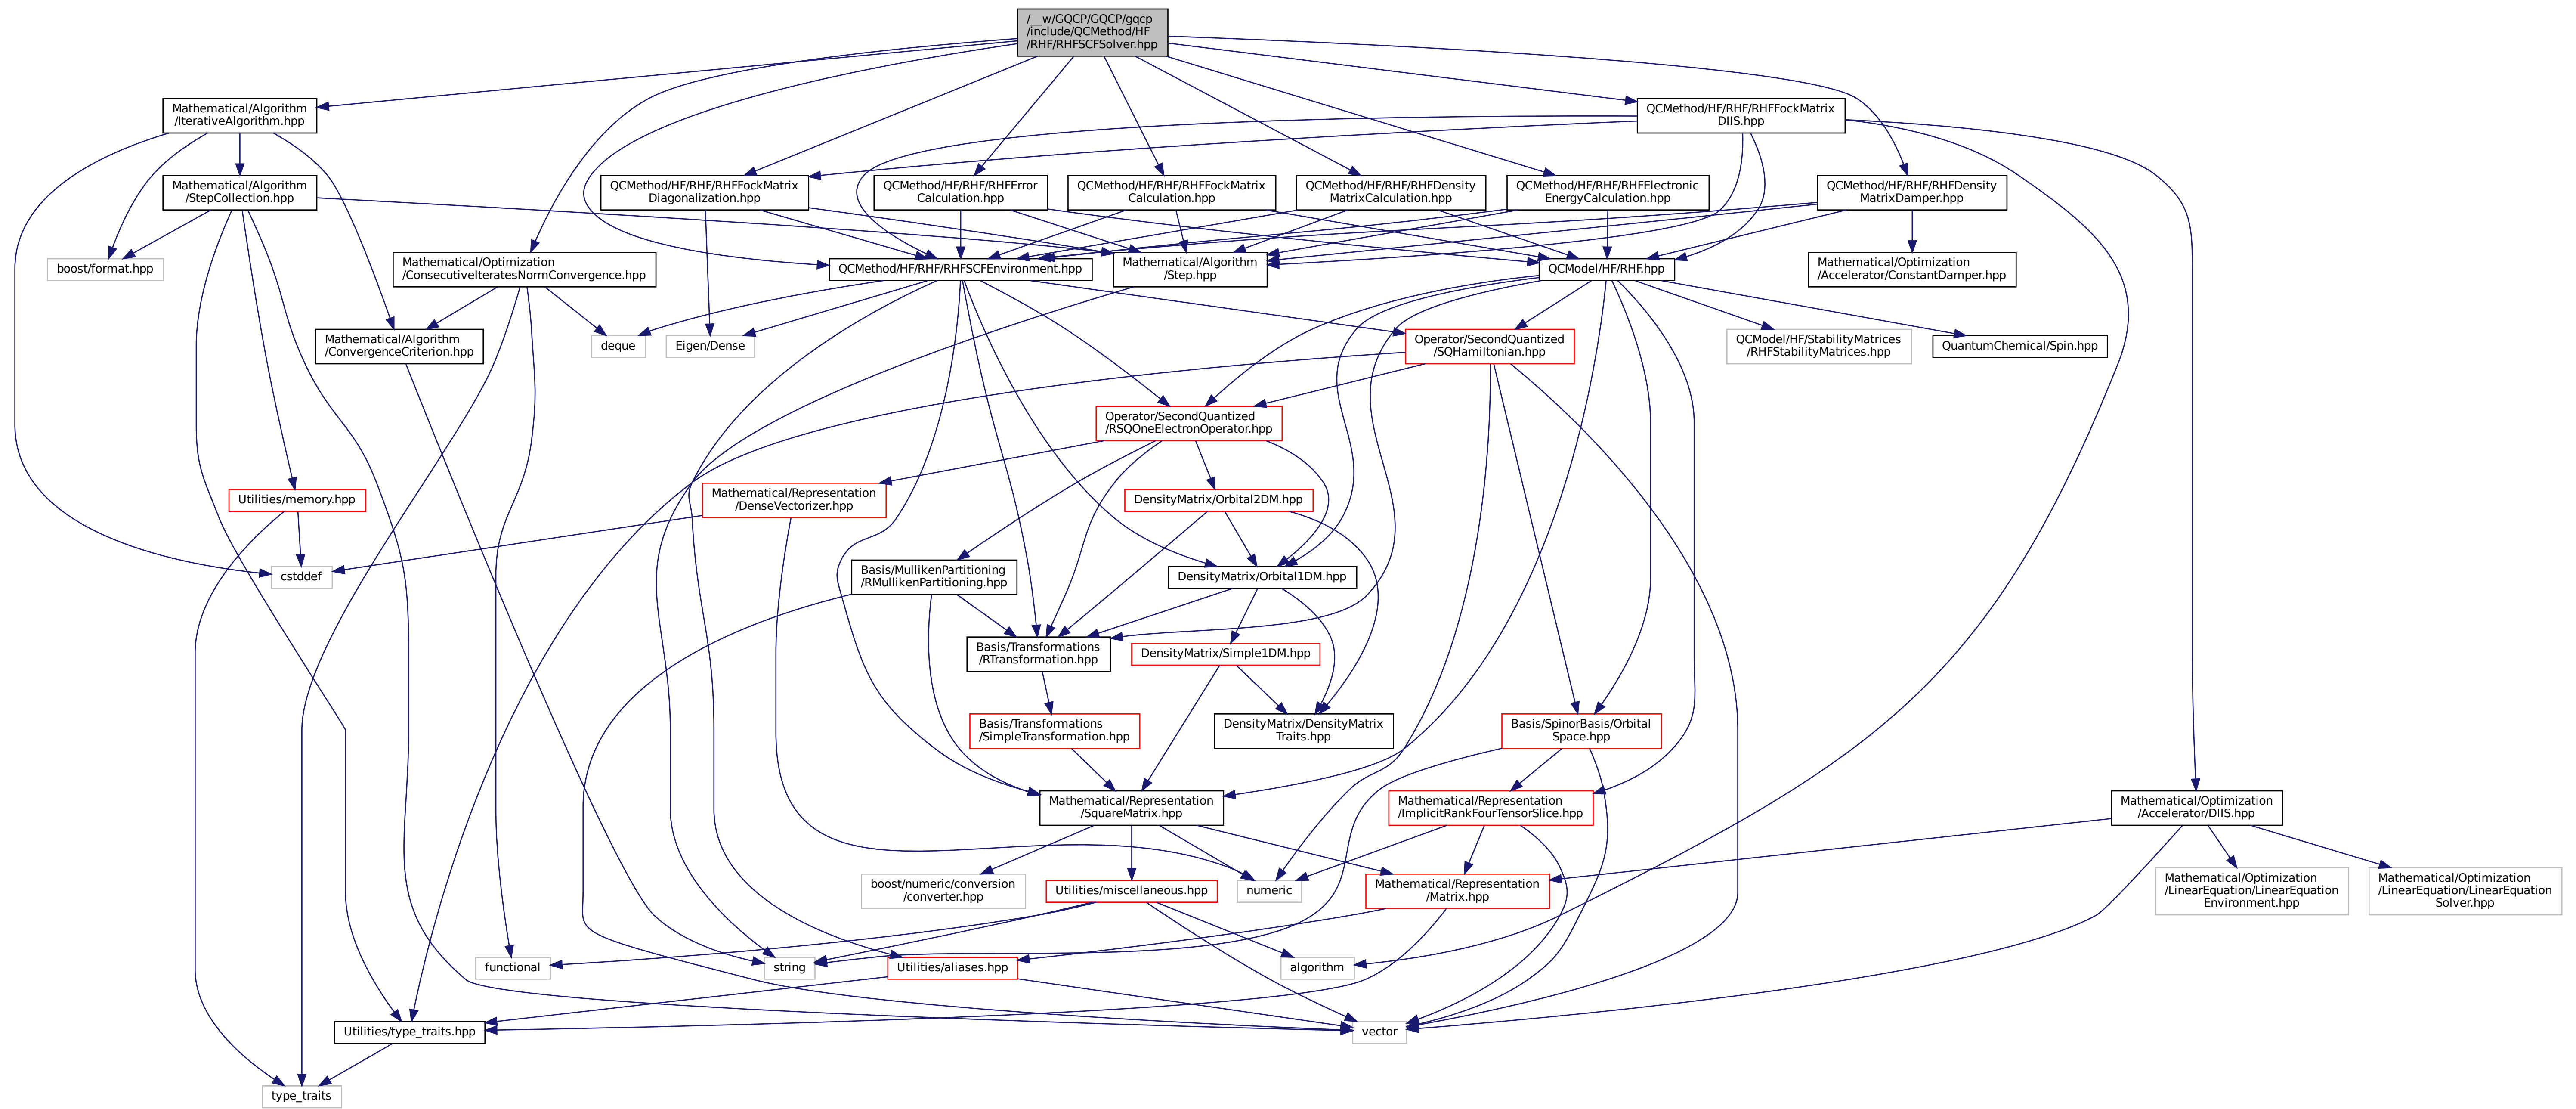 /__w/GQCP/GQCP/gqcp
/include/QCMethod/HF
/RHF/RHFSCFSolver.hpp
Mathematical/Algorithm
/IterativeAlgorithm.hpp
QCMethod/HF/RHF/RHFFockMatrix
DIIS.hpp
Mathematical/Algorithm
/StepCollection.hpp
QCMethod/HF/RHF/RHFFockMatrix
Diagonalization.hpp
QCMethod/HF/RHF/RHFError
Calculation.hpp
QCMethod/HF/RHF/RHFFockMatrix
Calculation.hpp
QCMethod/HF/RHF/RHFDensity
MatrixCalculation.hpp
QCMethod/HF/RHF/RHFElectronic
EnergyCalculation.hpp
QCMethod/HF/RHF/RHFDensity
MatrixDamper.hpp
boost/format.hpp
Mathematical/Optimization
/ConsecutiveIteratesNormConvergence.hpp
QCMethod/HF/RHF/RHFSCFEnvironment.hpp
Mathematical/Algorithm
/Step.hpp
QCModel/HF/RHF.hpp
Mathematical/Optimization
/Accelerator/ConstantDamper.hpp
Mathematical/Algorithm
/ConvergenceCriterion.hpp
deque
Eigen/Dense
Operator/SecondQuantized
/SQHamiltonian.hpp
QCModel/HF/StabilityMatrices
/RHFStabilityMatrices.hpp
QuantumChemical/Spin.hpp
Operator/SecondQuantized
/RSQOneElectronOperator.hpp
Utilities/memory.hpp
Mathematical/Representation
/DenseVectorizer.hpp
DensityMatrix/Orbital2DM.hpp
cstddef
Basis/MullikenPartitioning
/RMullikenPartitioning.hpp
DensityMatrix/Orbital1DM.hpp
Basis/Transformations
/RTransformation.hpp
DensityMatrix/Simple1DM.hpp
Basis/Transformations
/SimpleTransformation.hpp
DensityMatrix/DensityMatrix
Traits.hpp
Basis/SpinorBasis/Orbital
Space.hpp
Mathematical/Representation
/SquareMatrix.hpp
Mathematical/Representation
/ImplicitRankFourTensorSlice.hpp
Mathematical/Optimization
/Accelerator/DIIS.hpp
boost/numeric/conversion
/converter.hpp
Utilities/miscellaneous.hpp
numeric
Mathematical/Representation
/Matrix.hpp
Mathematical/Optimization
/LinearEquation/LinearEquation
Environment.hpp
Mathematical/Optimization
/LinearEquation/LinearEquation
Solver.hpp
functional
string
Utilities/aliases.hpp
algorithm
Utilities/type_traits.hpp
vector
type_traits